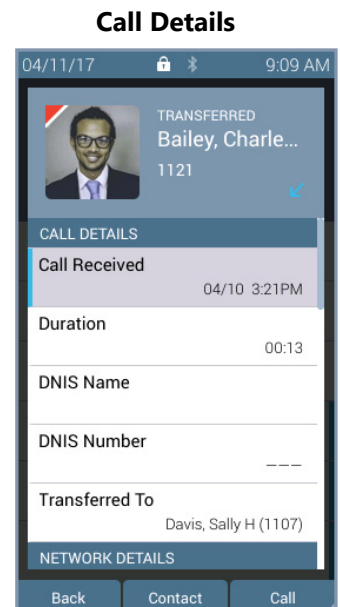 Call Details
04/11/17 9:09 AM
TRANSFERRED
Bailey, Charle...
1121
CALL DETAILS
Call Received
04/10 3:21PM
Duration
00:13
DNIS Name
DNIS Number
---
Transferred To
Davis, Sally H (1107)
NETWORK DETAILS
Back Contact Call